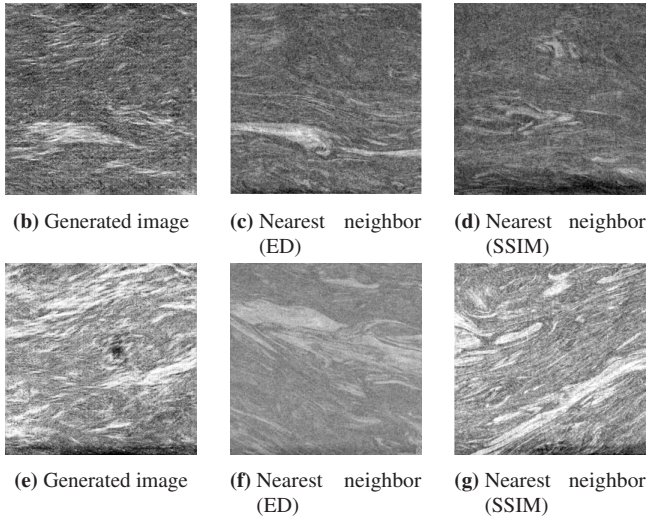 (b) Generated image
(c) Nearest neighbor
(ED)
(d) Nearest neighbor
(SSIM)
(e) Generated image
(f) Nearest neighbor
(ED)
(g) Nearest neighbor
(SSIM)